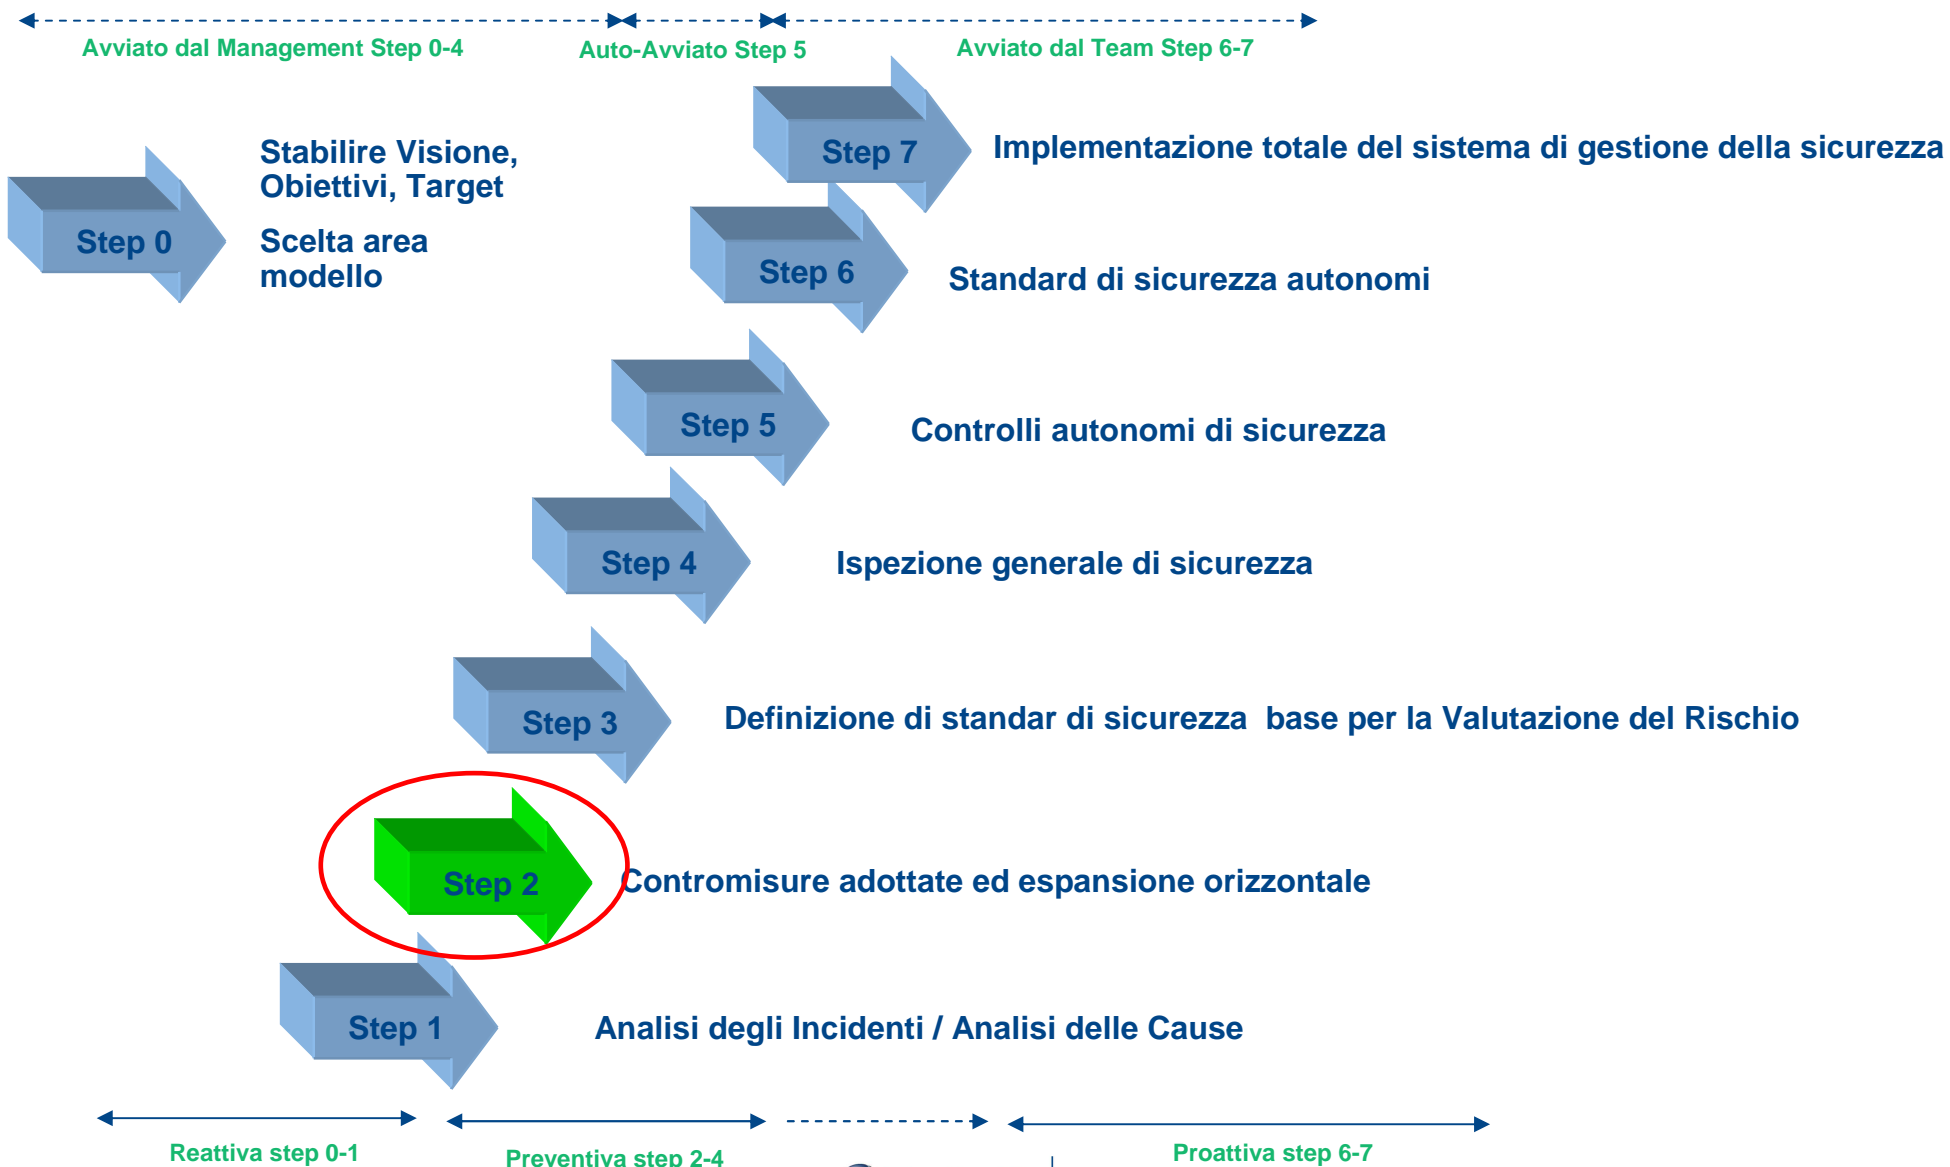 Avviato dal Management Step 0-4
Auto-Avviato Step 5
Avviato dal Team Step 6-7
Step 7
Implementazione totale del sistema di gestione della sicurezza
Stabilire Visione,
Obiettivi, Target
Step 0
Scelta area
modello
Step 6
Standard di sicurezza autonomi
Step 5
Controlli autonomi di sicurezza
Step 4
Ispezione generale di sicurezza
Step 3
Definizione di standar di sicurezza base per la Valutazione del Rischio
Step 2
Contromisure adottate ed espansione orizzontale
Step 1
Analisi degli Incidenti / Analisi delle Cause
Reattiva step 0-1
Preventiva step 2-4
Proattiva step 6-7